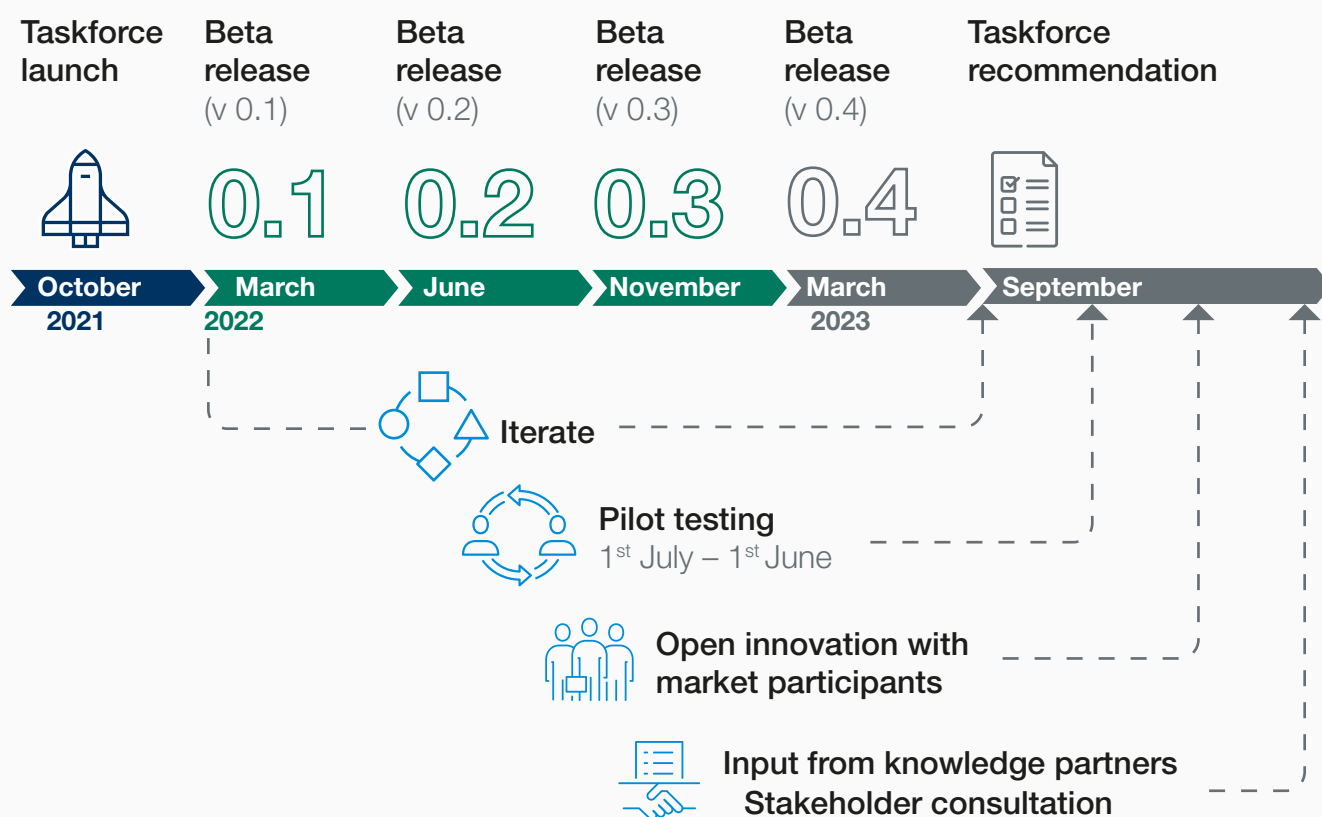 Taskforce
launch
Beta
release
(v 0.1)
Beta
release
(v 0.2)
Beta
release
(v 0.3)
Beta
release
(v 0.4)
Taskforce
recommendation
0.1
0.2
0.3
0.4
October
March
June
November
March
September
2021
2022
2023
Iterate
Pilot testing
1st July – 1st June
Open innovation with
market participants
Input from knowledge partners
Stakeholder consultation